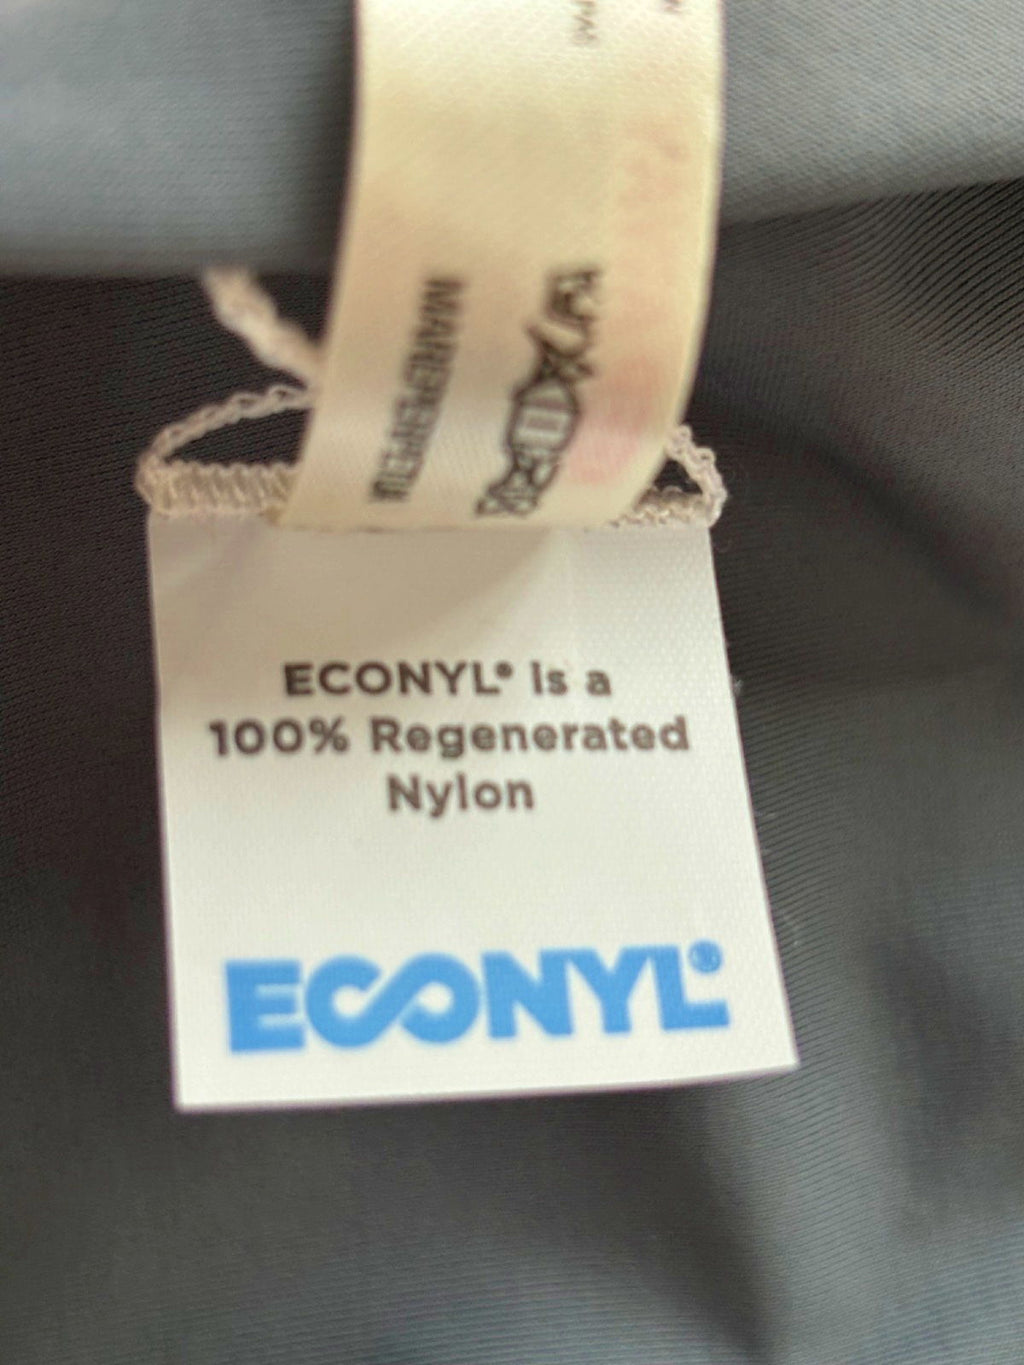 ECONYL® is a
100% Regenerated
Nylon
ECONYL®